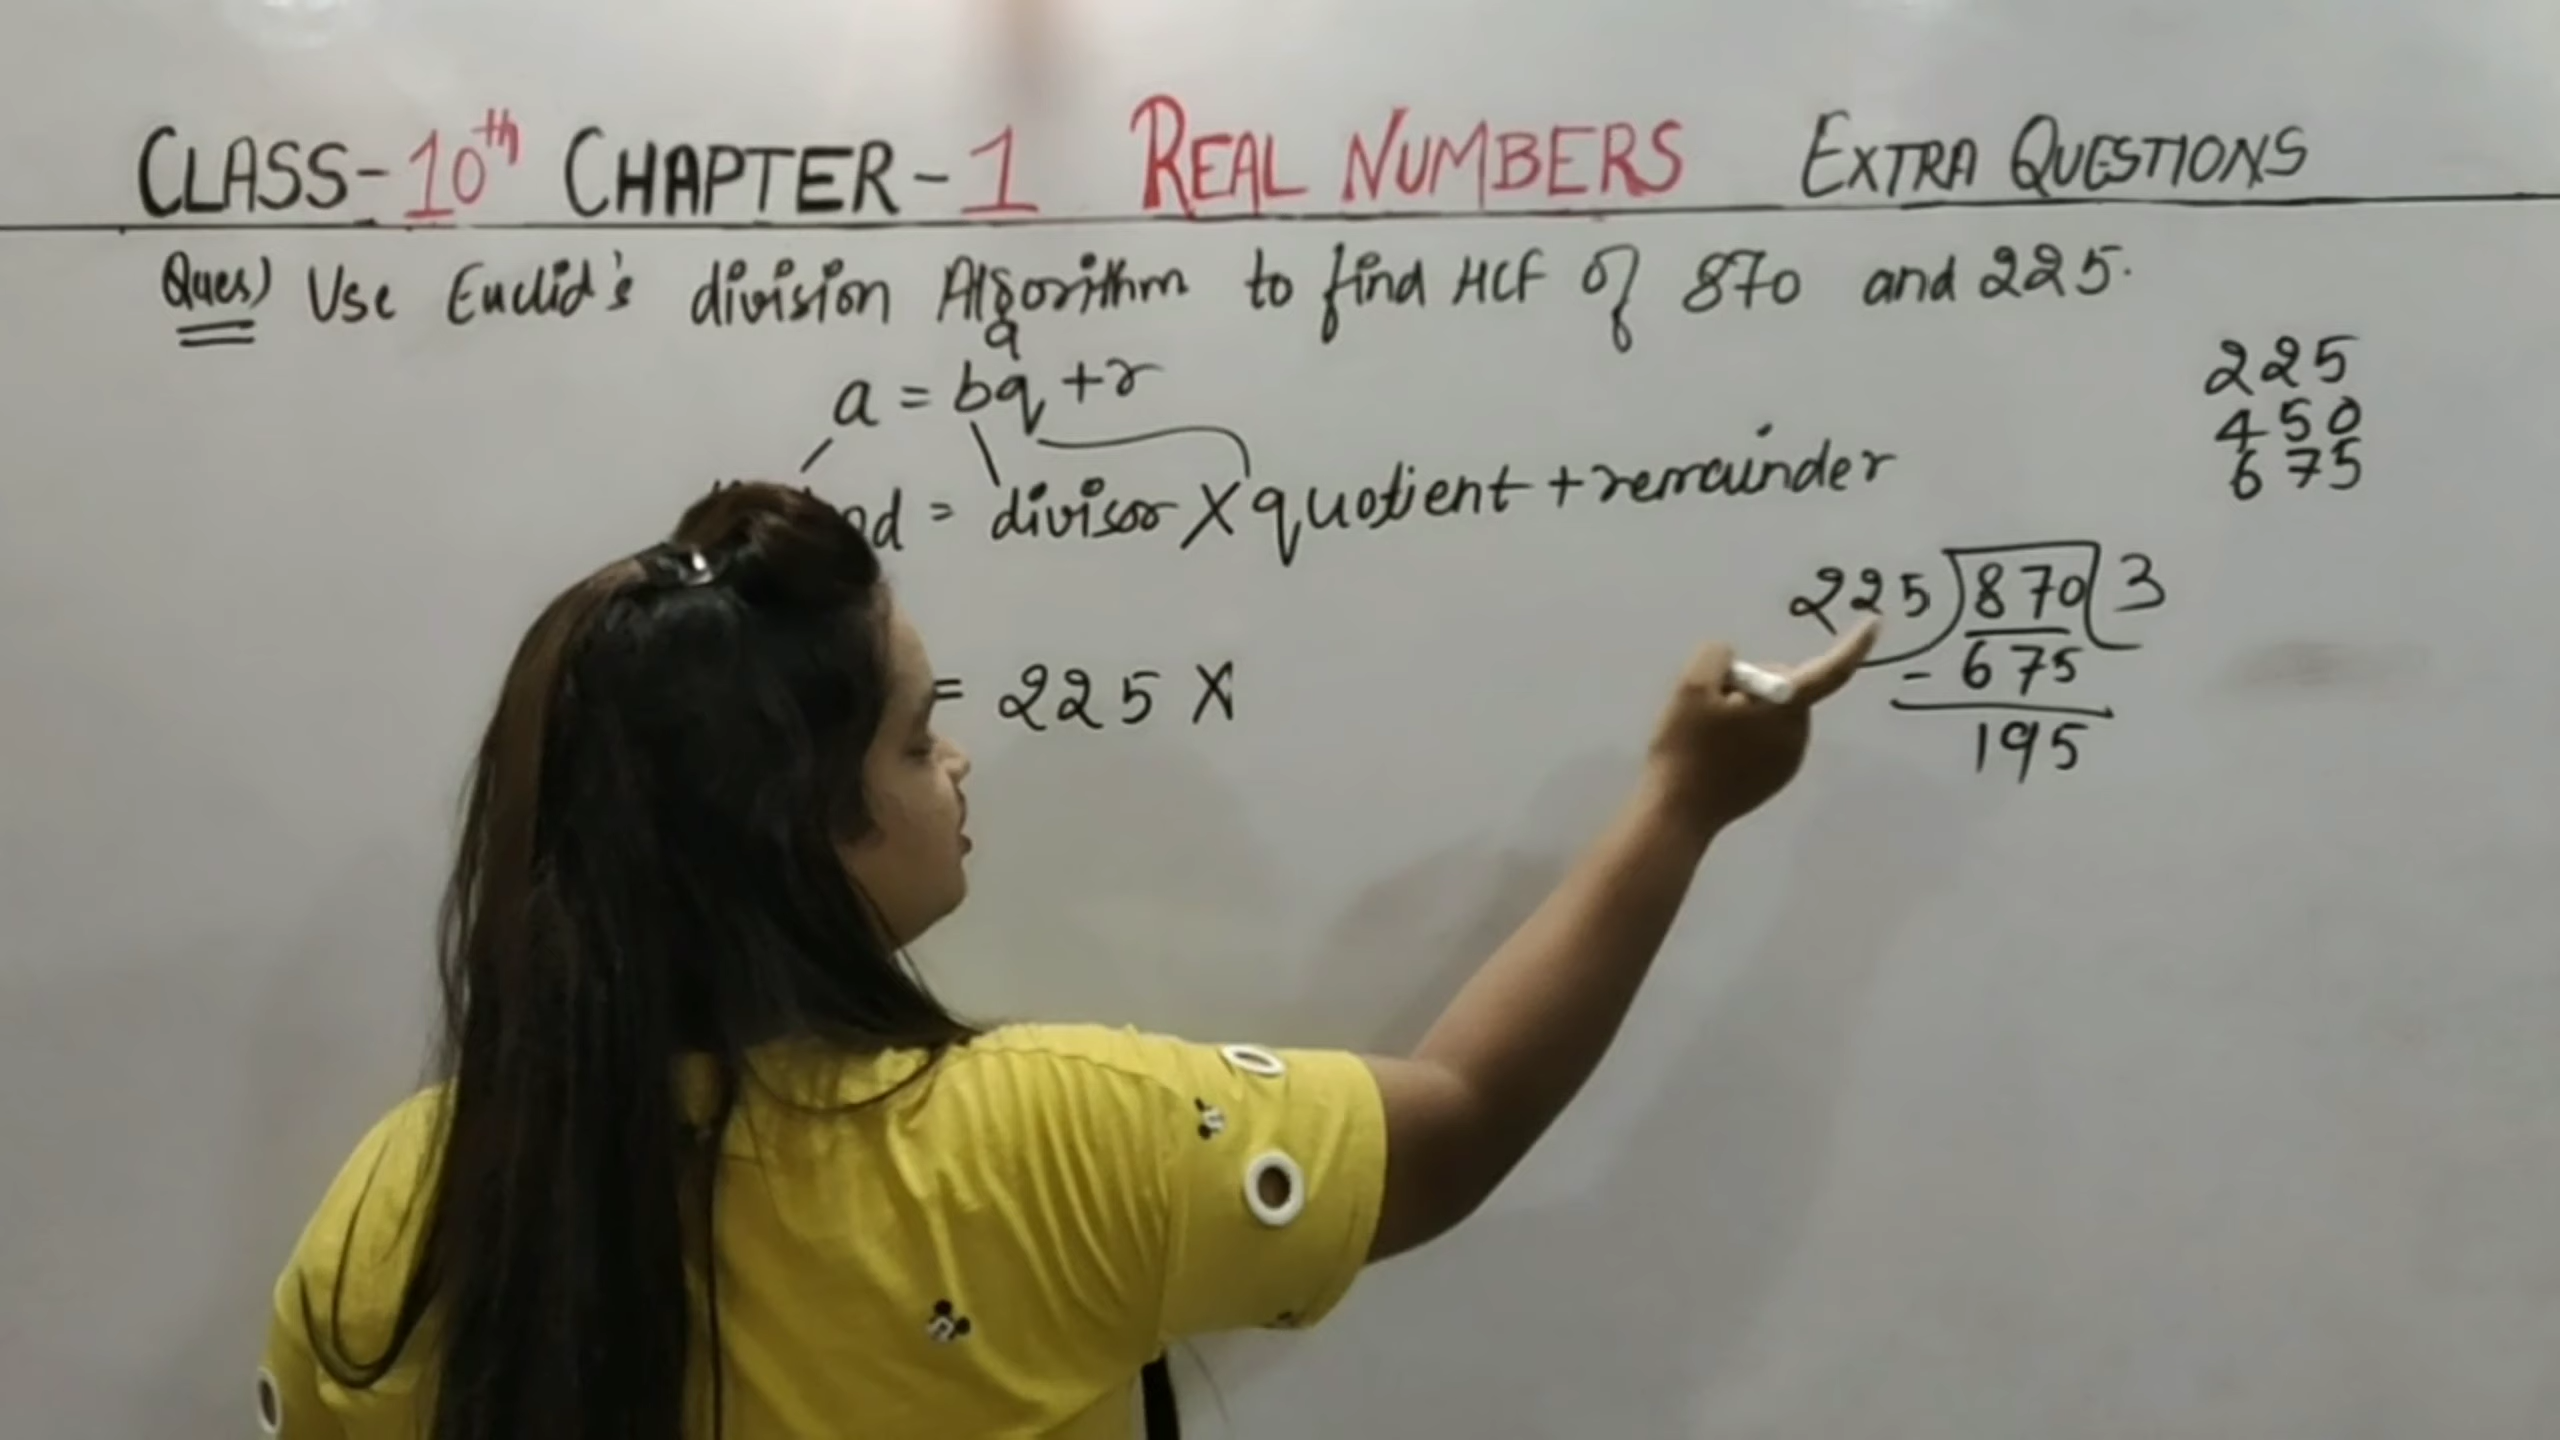 CLASS-10th CHAPTER-1 REAL NUMBERS EXTRA QUESTIONS
Ques) Use Euclid's division Algorithm to find HCF of 870 and 225.
q
a = bq +r
= divisor X quotient + remainder
= 225 X
225
450
675
225)870(3
- 675
195